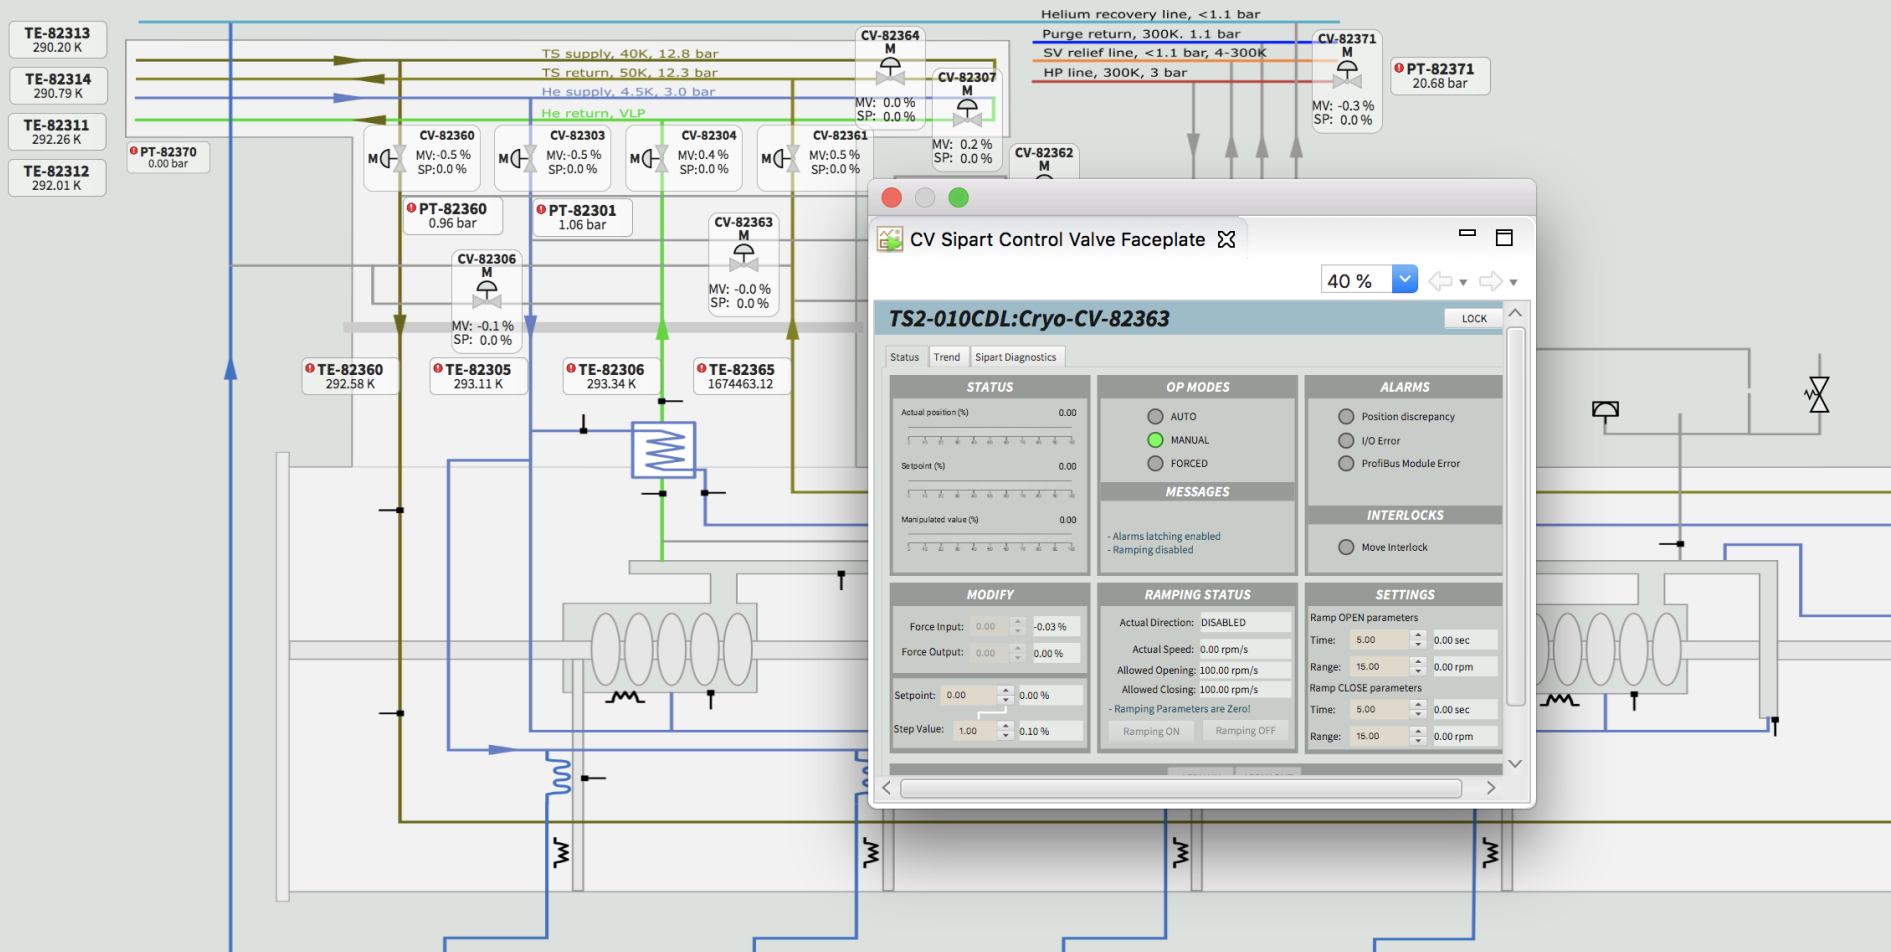 Helium recovery line, <1.1 bar
Purge return, 300K. 1.1 bar
SV relief line, <1.1 bar, 4-300K
HP line, 300K, 3 bar
TE-82313
290.20 K
TE-82314
290.79 K
TE-82311
292.26 K
TE-82312
292.01 K
TS supply, 40K, 12.8 bar
TS return, 50K, 12.3 bar
He supply, 4.5K, 3.0 bar
He return, VLP
CV-82364
M
MV: 0.0 %
SP: 0.0 %
CV-82307
M
MV: 0.2 %
SP: 0.0 %
CV-82371
M
MV: -0.3 %
SP: 0.0 %
PT-82371
20.68 bar
PT-82370
0.00 bar
CV-82360
M
MV:-0.5 %
SP:0.0 %
CV-82303
M
MV:-0.5 %
SP:0.0 %
CV-82304
M
MV:0.4 %
SP:0.0 %
CV-82361
M
MV:0.5 %
SP:0.0 %
CV-82362
M
PT-82360
0.96 bar
PT-82301
1.06 bar
CV-82363
M
MV: -0.0 %
SP: 0.0 %
CV-82306
M
MV: -0.1 %
SP: 0.0 %
TE-82360
292.58 K
TE-82305
293.11 K
TE-82306
293.34 K
TE-82365
1674463.12
CV Sipart Control Valve Faceplate
40 %
TS2-010CDL:Cryo-CV-82363
LOCK
Status
Trend
Sipart Diagnostics
STATUS
Actual position (%) 0.00
Setpoint (%) 0.00
Manipulated value (%) 0.00
OP MODES
AUTO
MANUAL
FORCED
MESSAGES
- Alarms latching enabled
- Ramping disabled
ALARMS
Position discrepancy
I/O Error
ProfiBus Module Error
INTERLOCKS
Move Interlock
MODIFY
Force Input: 0.00 -0.03 %
Force Output: 0.00 0.00 %
Setpoint: 0.00 0.00 %
Step Value: 1.00 0.10 %
RAMPING STATUS
Actual Direction: DISABLED
Actual Speed: 0.00 rpm/s
Allowed Opening: 100.00 rpm/s
Allowed Closing: 100.00 rpm/s
- Ramping Parameters are Zero!
Ramping ON
Ramping OFF
SETTINGS
Ramp OPEN parameters
Time: 5.00 0.00 sec
Range: 15.00 0.00 rpm
Ramp CLOSE parameters
Time: 5.00 0.00 sec
Range: 15.00 0.00 rpm